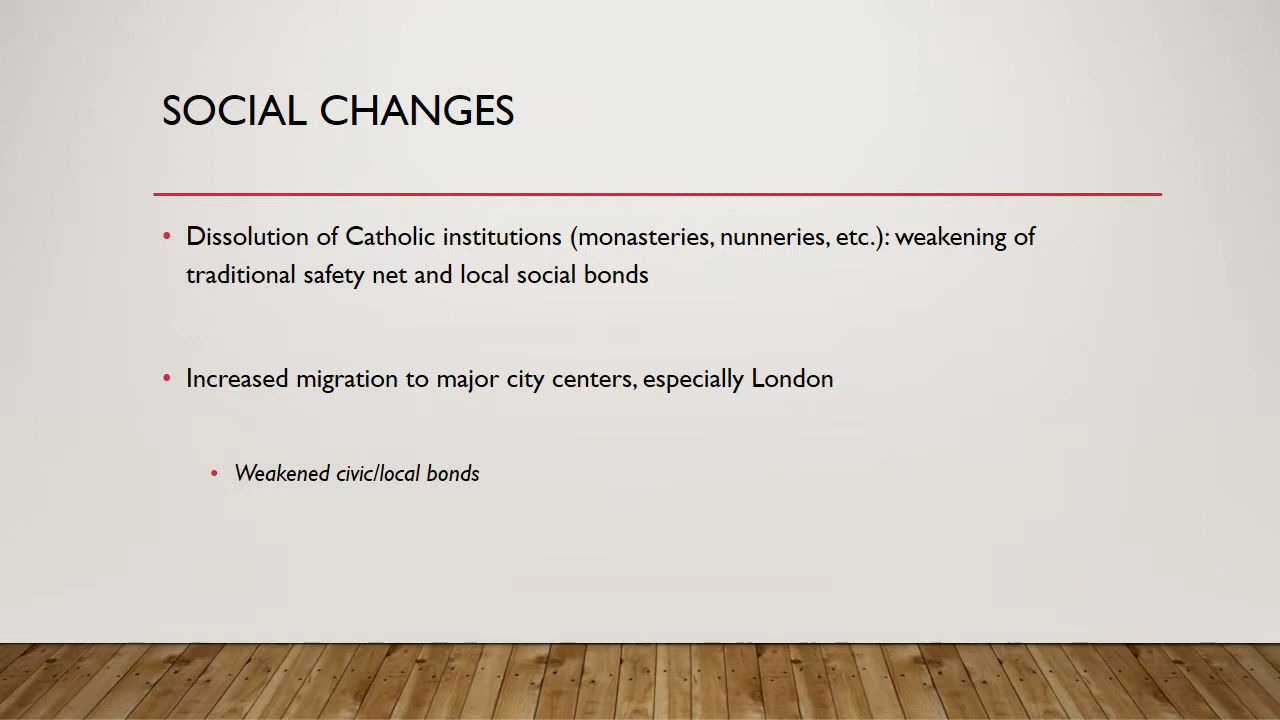 SOCIAL CHANGES
• Dissolution of Catholic institutions (monasteries, nunneries, etc.): weakening of
traditional safety net and local social bonds
• Increased migration to major city centers, especially London
• Weakened civic/local bonds